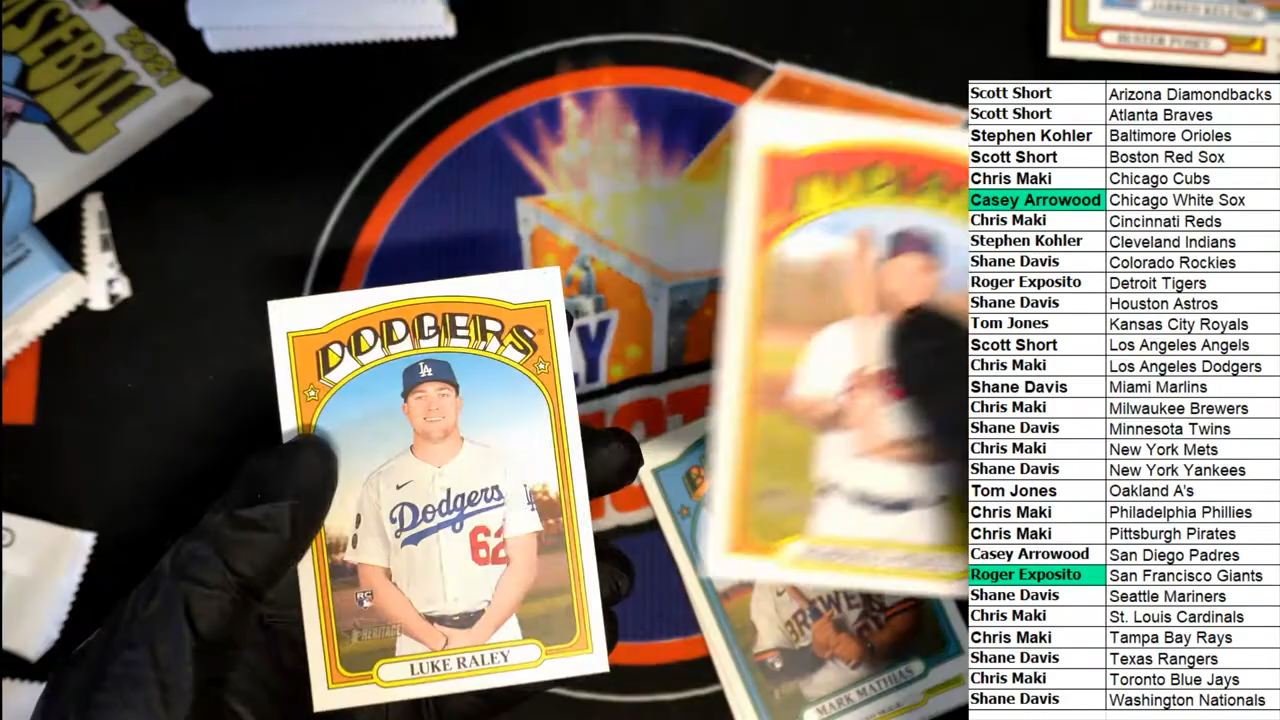 BASEBALL
2021
BUSTER POSEY
DODGERS
LA
Dodgers
62
RC
HERITAGE
LUKE RALEY
BREWERS
MARK MATHIAS
Scott Short Arizona Diamondbacks
Scott Short Atlanta Braves
Stephen Kohler Baltimore Orioles
Scott Short Boston Red Sox
Chris Maki Chicago Cubs
Casey Arrowood Chicago White Sox
Chris Maki Cincinnati Reds
Stephen Kohler Cleveland Indians
Shane Davis Colorado Rockies
Roger Exposito Detroit Tigers
Shane Davis Houston Astros
Tom Jones Kansas City Royals
Scott Short Los Angeles Angels
Chris Maki Los Angeles Dodgers
Shane Davis Miami Marlins
Chris Maki Milwaukee Brewers
Shane Davis Minnesota Twins
Chris Maki New York Mets
Shane Davis New York Yankees
Tom Jones Oakland A's
Chris Maki Philadelphia Phillies
Chris Maki Pittsburgh Pirates
Casey Arrowood San Diego Padres
Roger Exposito San Francisco Giants
Shane Davis Seattle Mariners
Chris Maki St. Louis Cardinals
Chris Maki Tampa Bay Rays
Shane Davis Texas Rangers
Chris Maki Toronto Blue Jays
Shane Davis Washington Nationals